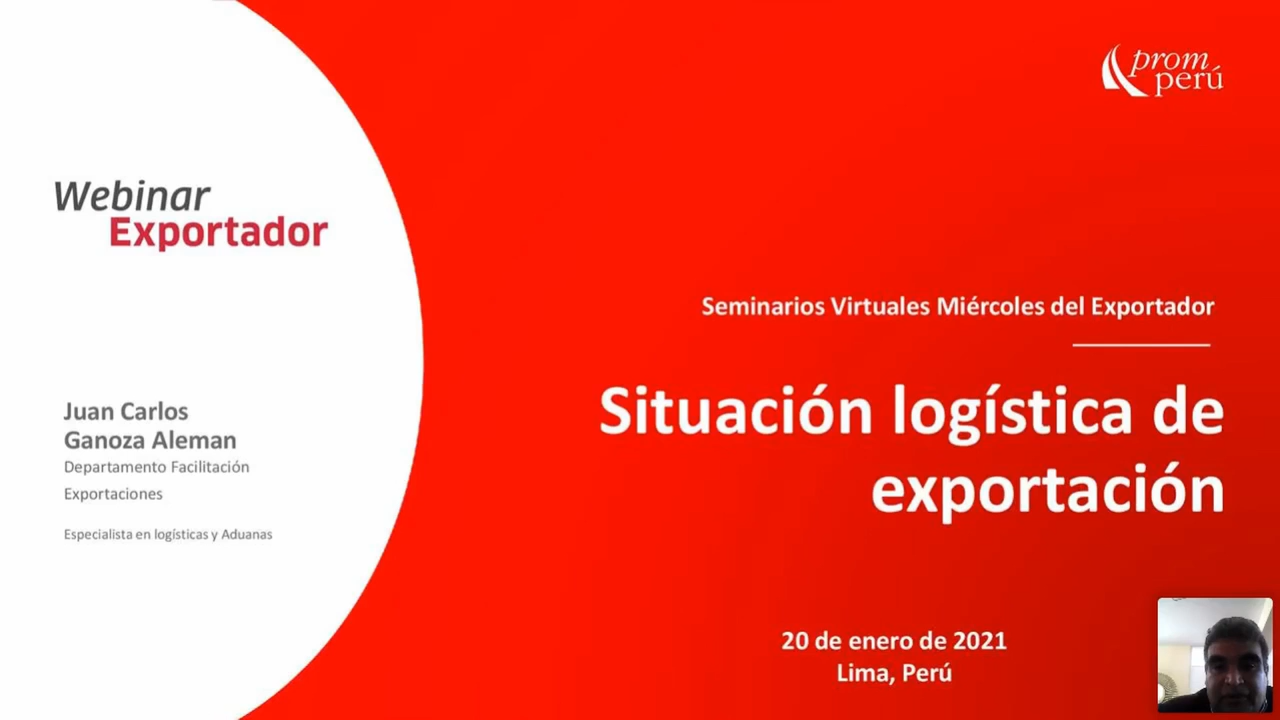 prom
perú
Webinar
Exportador
Seminarios Virtuales Miércoles del Exportador
Situación logística de
exportación
Juan Carlos
Ganoza Aleman
Departamento Facilitación
Exportaciones
Especialista en logísticas y Aduanas
20 de enero de 2021
Lima, Perú